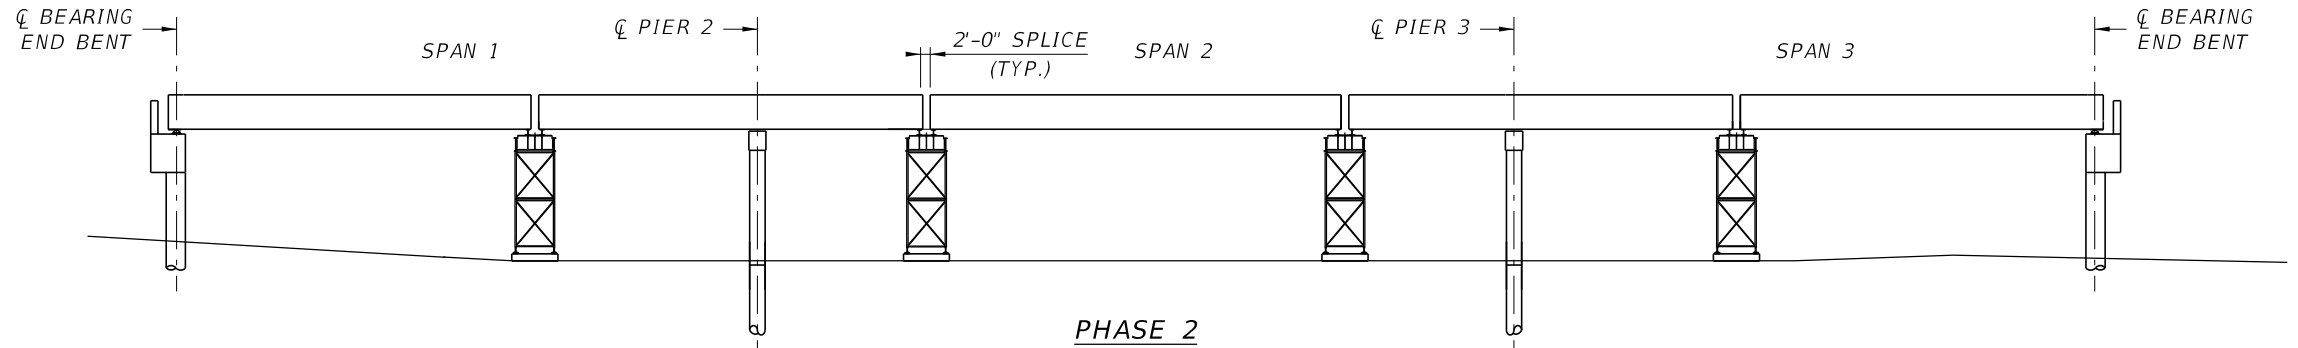 ℄ BEARING
END BENT
SPAN 1
℄ PIER 2
2'-0" SPLICE
(TYP.)
SPAN 2
℄ PIER 3
SPAN 3
℄ BEARING
END BENT
PHASE 2